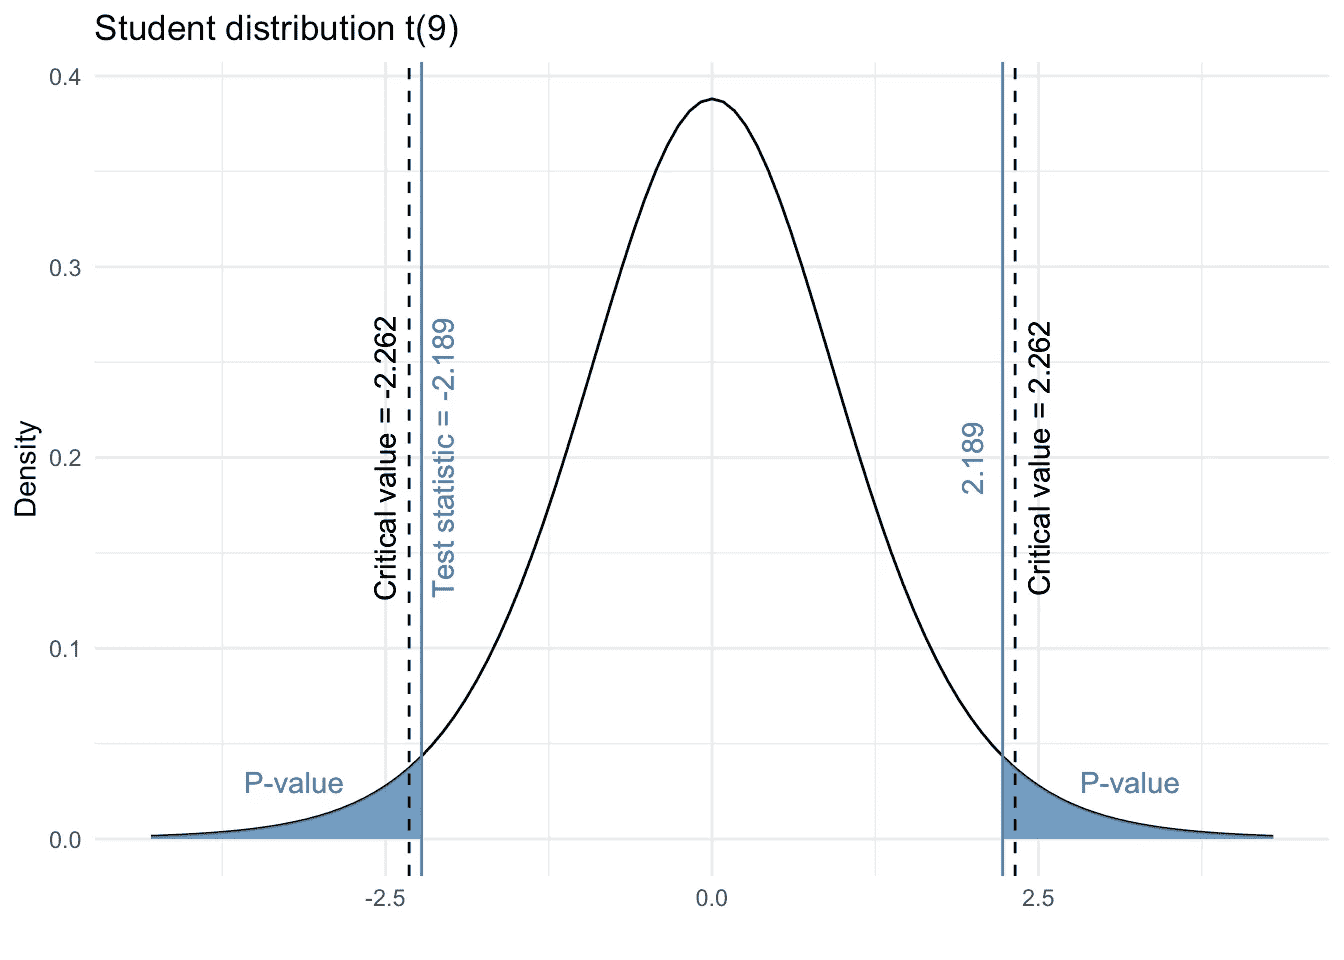 Student distribution t(9)
0.4
0.3
0.2
0.1
0.0
Density
Critical value = -2.262
Test statistic = -2.189
2.189
Critical value = 2.262
P-value
P-value
-2.5
0.0
2.5